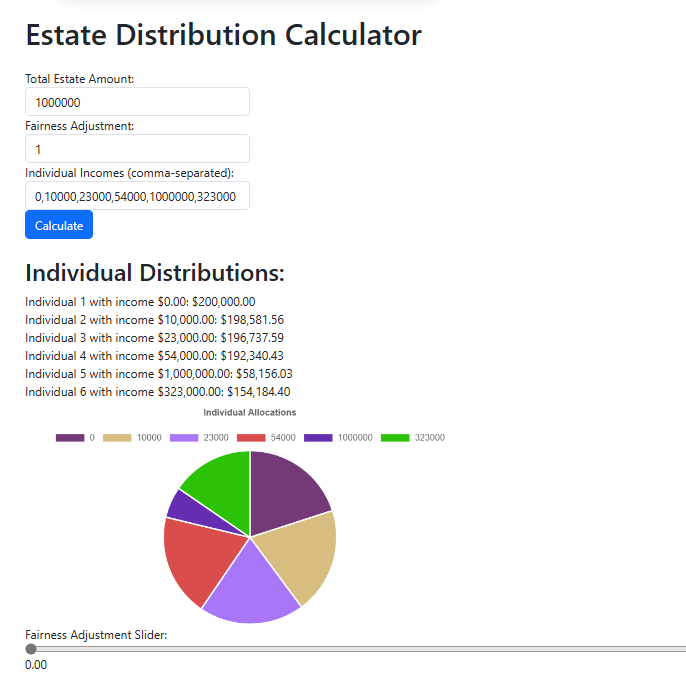 Estate Distribution Calculator
Total Estate Amount:
1000000
Fairness Adjustment:
1
Individual Incomes (comma-separated):
0,10000,23000,54000,1000000,323000
Calculate
Individual Distributions:
Individual 1 with income $0.00: $200,000.00
Individual 2 with income $10,000.00: $198,581.56
Individual 3 with income $23,000.00: $196,737.59
Individual 4 with income $54,000.00: $192,340.43
Individual 5 with income $1,000,000.00: $58,156.03
Individual 6 with income $323,000.00: $154,184.40
Individual Allocations
0 10000 23000 54000 1000000 323000
Fairness Adjustment Slider:
0.00